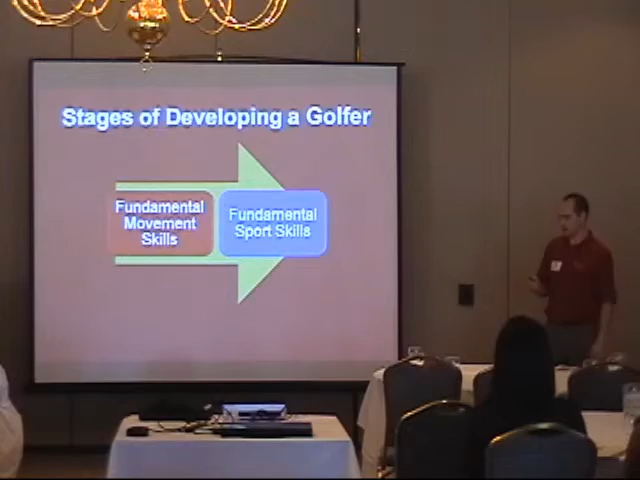 Stages of Developing a Golfer
Fundamental
Movement
Skills
Fundamental
Sport Skills